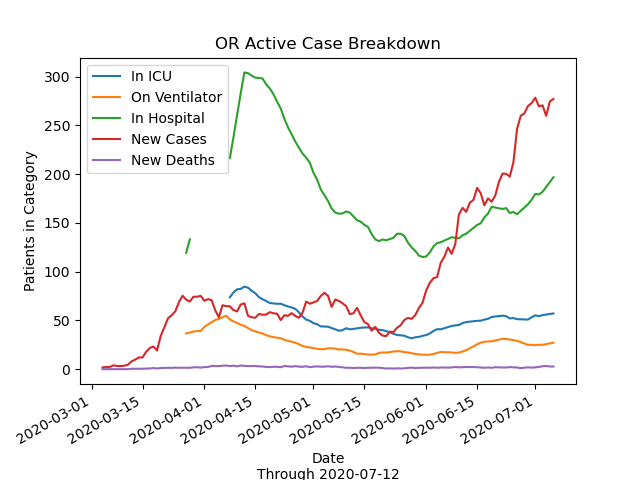 OR Active Case Breakdown
In ICU
On Ventilator
In Hospital
New Cases
New Deaths
Patients in Category
300
250
200
150
100
50
0
2020-03-01
2020-03-15
2020-04-01
2020-04-15
2020-05-01
2020-05-15
2020-06-01
2020-06-15
2020-07-01
Date
Through 2020-07-12